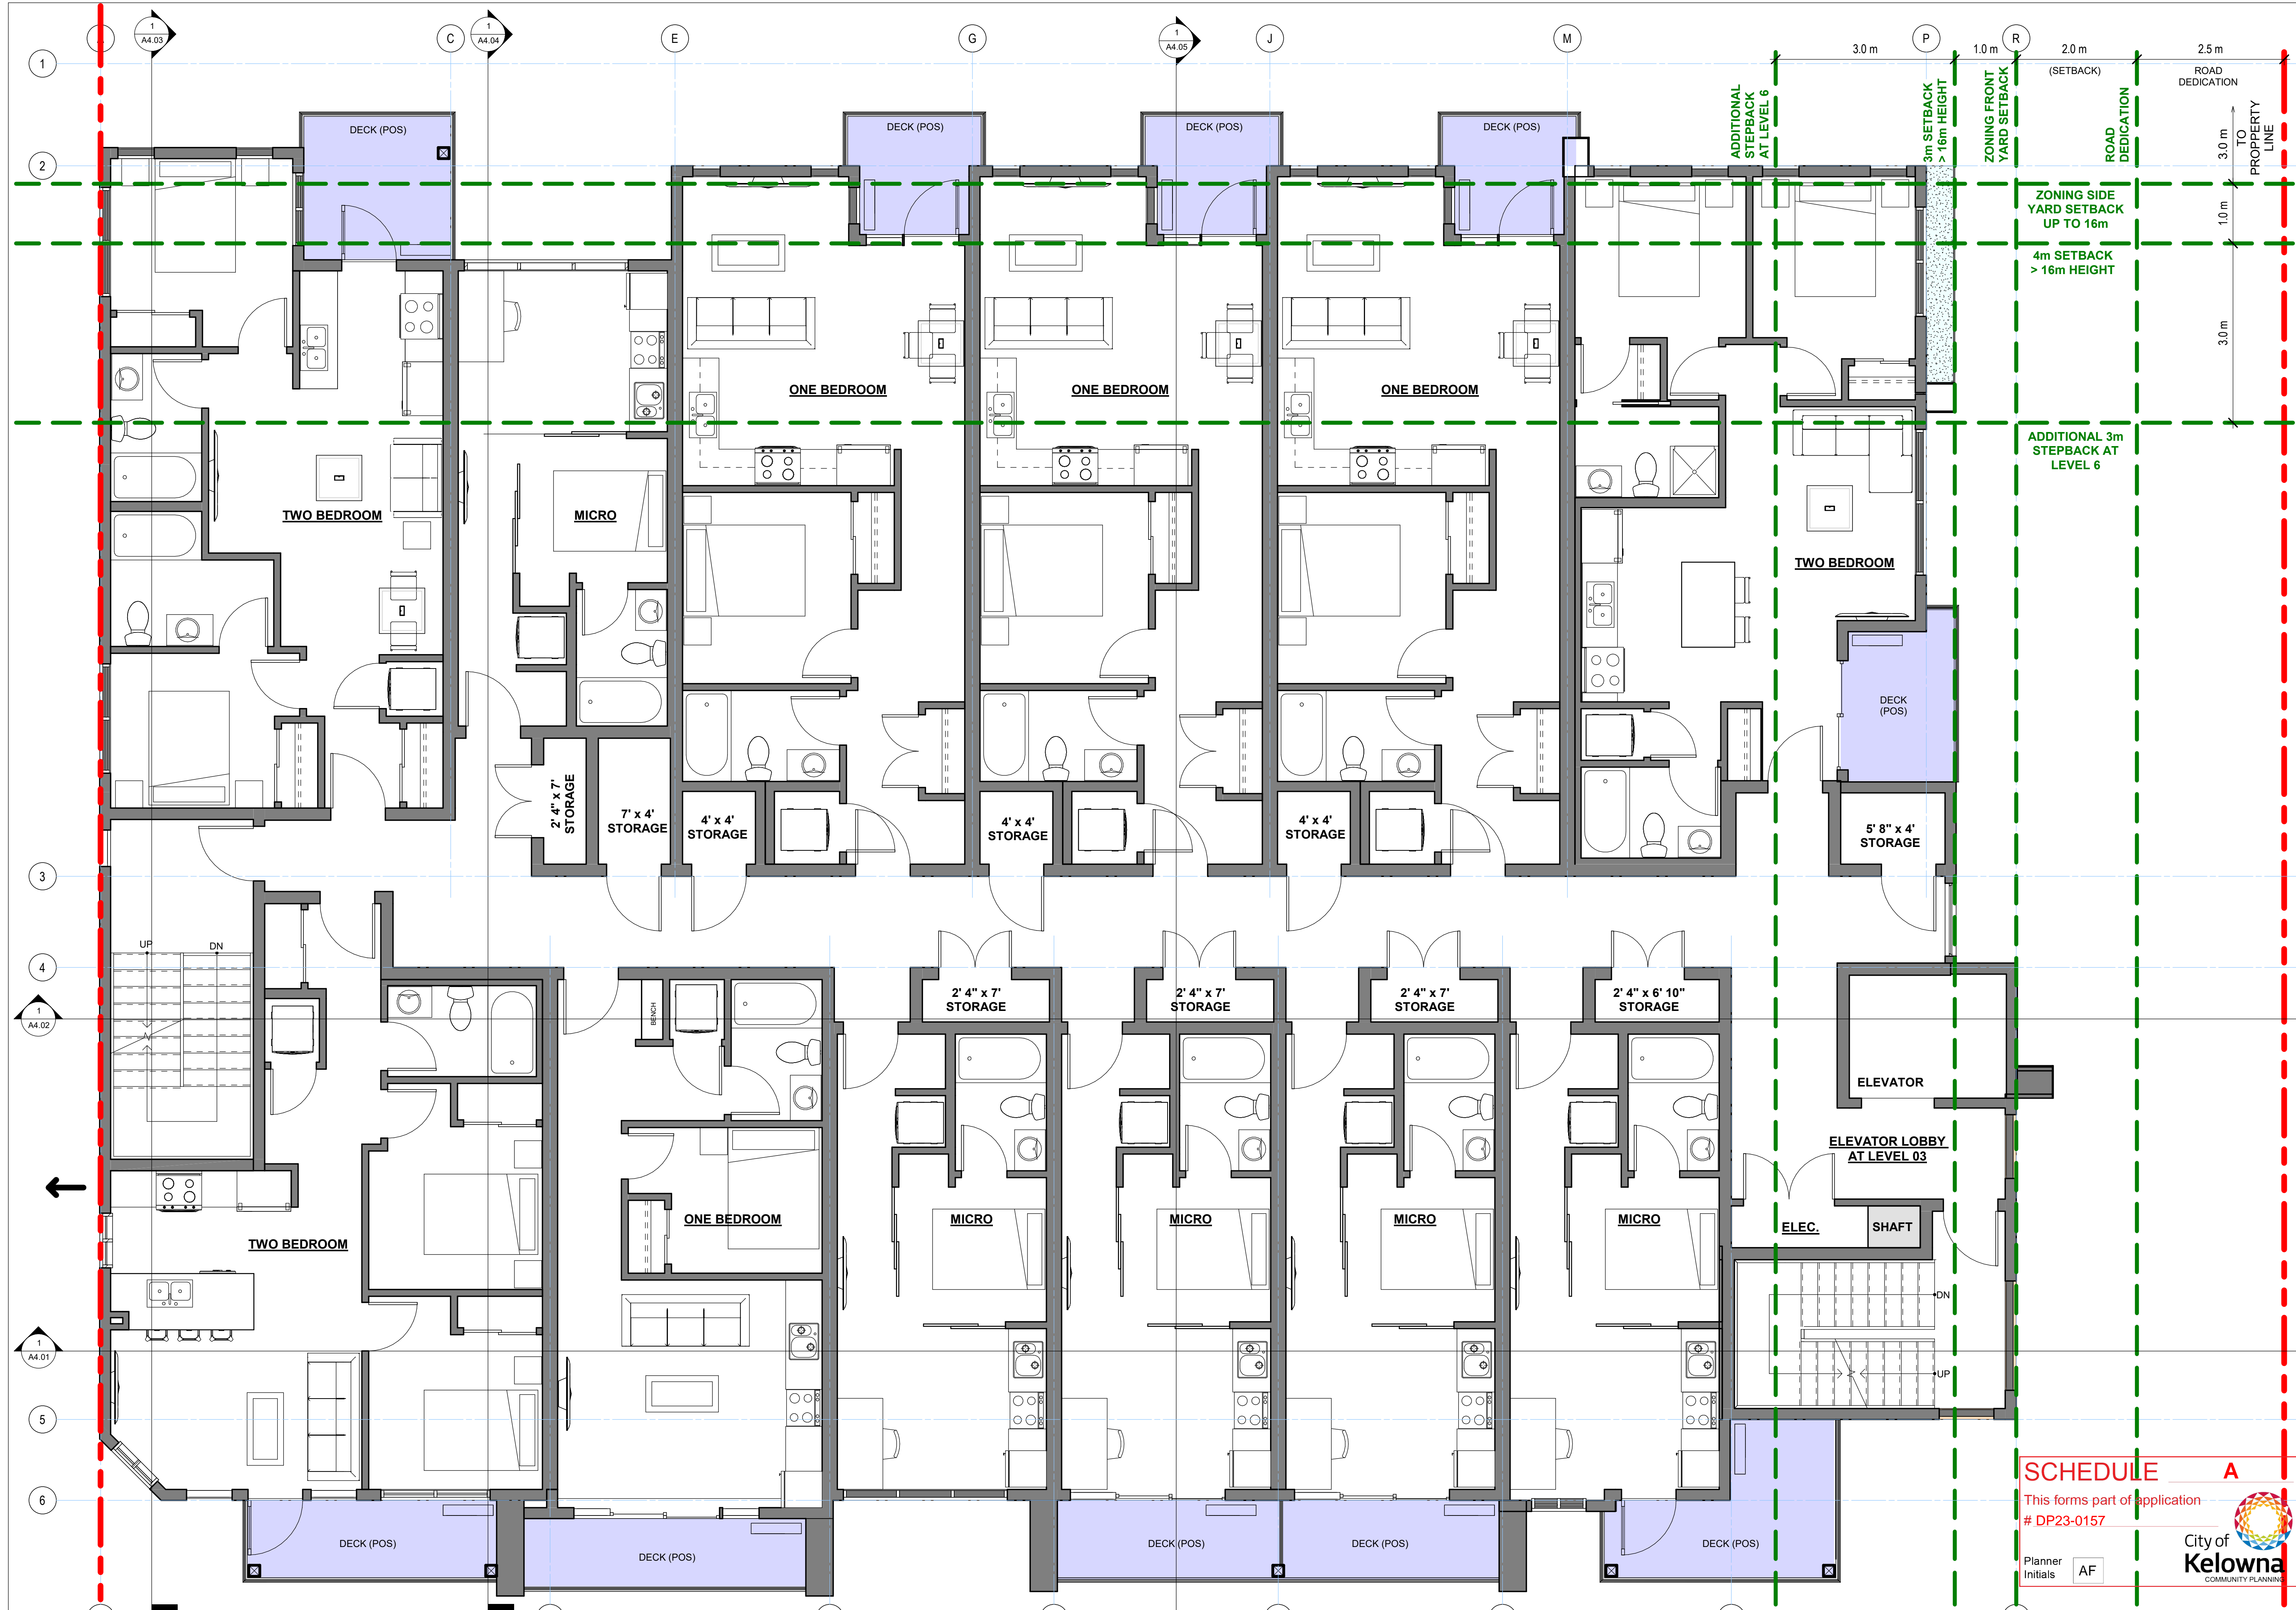 1
A4.03
1
A4.04
1
A4.05
C
E
G
J
M
P
R
3.0 m
1.0 m
2.0 m
2.5 m
(SETBACK)
ROAD
DEDICATION
ADDITIONAL
STEPBACK
AT LEVEL 6
3m SETBACK
> 16m HEIGHT
ZONING FRONT
YARD SETBACK
ROAD
DEDICATION
3.0 m
TO
PROPERTY
LINE
1
2
3
4
5
6
DECK (POS)
DECK (POS)
DECK (POS)
DECK (POS)
ZONING SIDE
YARD SETBACK
UP TO 16m
1.0 m
4m SETBACK
> 16m HEIGHT
3.0 m
ADDITIONAL 3m
STEPBACK AT
LEVEL 6
ONE BEDROOM
ONE BEDROOM
ONE BEDROOM
TWO BEDROOM
MICRO
TWO BEDROOM
DECK
(POS)
2' 4" x 7'
STORAGE
7' x 4'
STORAGE
4' x 4'
STORAGE
4' x 4'
STORAGE
4' x 4'
STORAGE
5' 8" x 4'
STORAGE
UP
DN
BENCH
2' 4" x 7'
STORAGE
2' 4" x 7'
STORAGE
2' 4" x 7'
STORAGE
2' 4" x 6' 10"
STORAGE
1
A4.02
ELEVATOR
ELEVATOR LOBBY
AT LEVEL 03
TWO BEDROOM
ONE BEDROOM
MICRO
MICRO
MICRO
MICRO
ELEC.
SHAFT
DN
UP
1
A4.01
DECK (POS)
DECK (POS)
DECK (POS)
DECK (POS)
DECK (POS)
SCHEDULE A
This forms part of application
# DP23-0157
City of
Kelowna
COMMUNITY PLANNING
Planner
Initials
AF